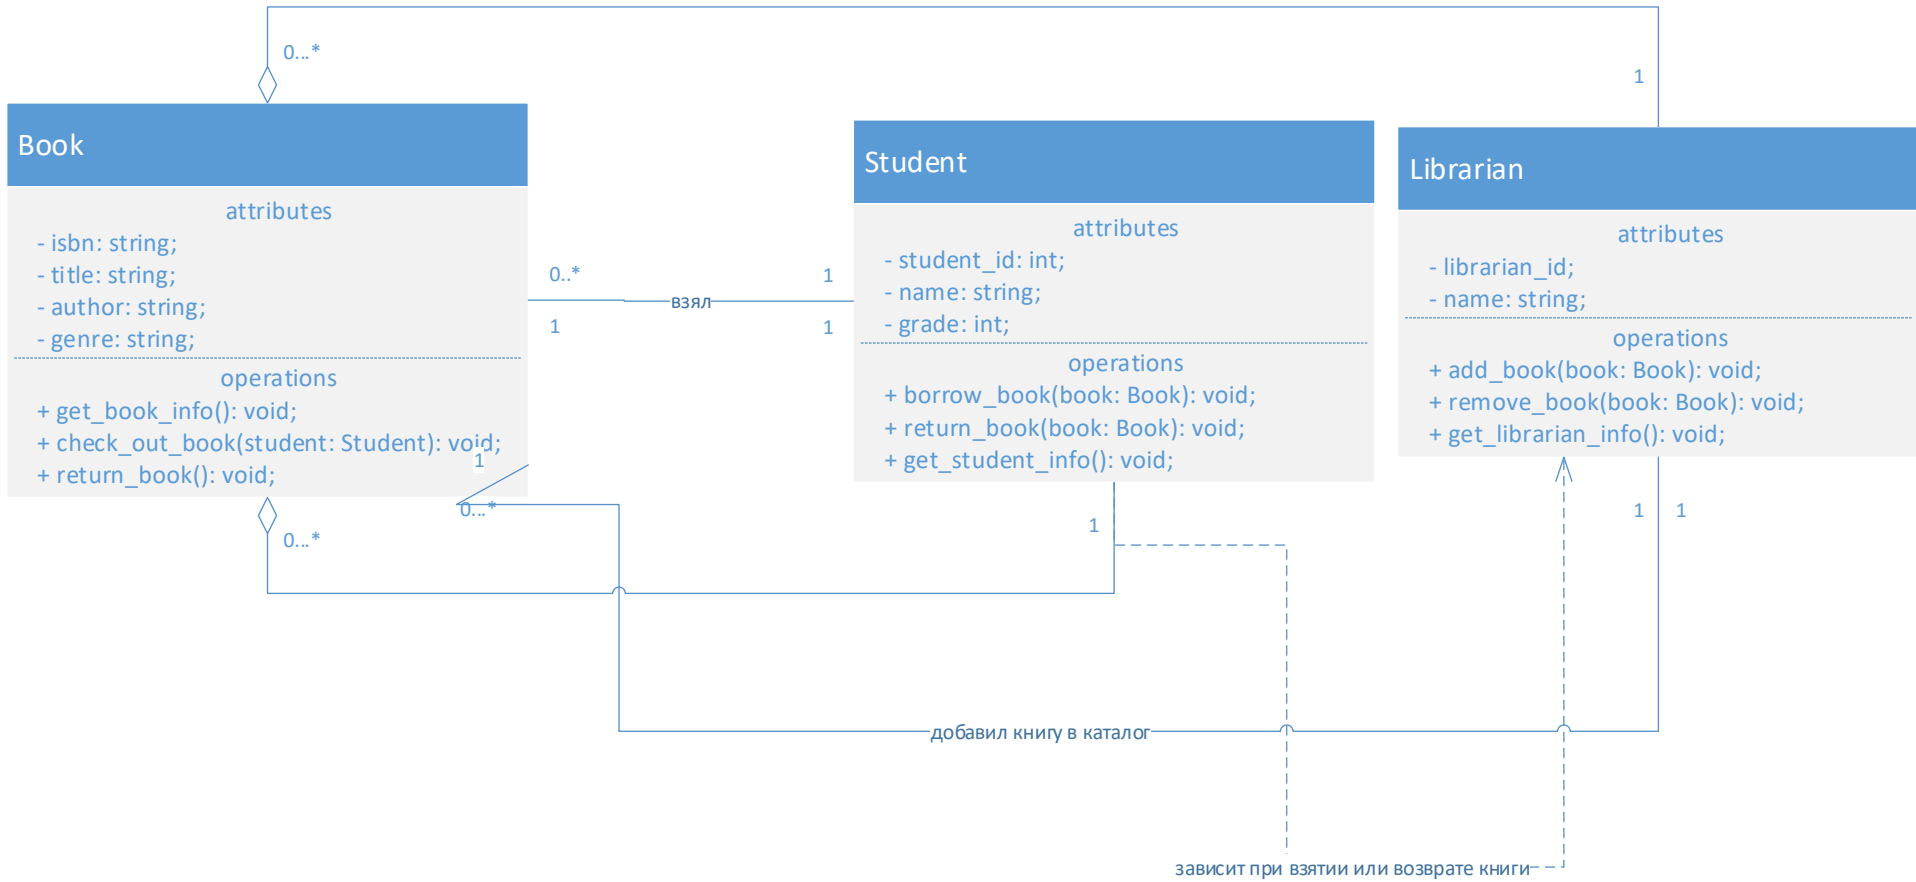 0...*
1
Book
attributes
- isbn: string;
- title: string;
- author: string;
- genre: string;
operations
+ get_book_info(): void;
+ check_out_book(student: Student): void;
+ return_book(): void;
1
0...*
0...*
0..*
1
взял
1
1
Student
attributes
- student_id: int;
- name: string;
- grade: int;
operations
+ borrow_book(book: Book): void;
+ return_book(book: Book): void;
+ get_student_info(): void;
1
Librarian
attributes
- librarian_id;
- name: string;
operations
+ add_book(book: Book): void;
+ remove_book(book: Book): void;
+ get_librarian_info(): void;
1
1
добавил книгу в каталог
зависит при взятии или возврате книги